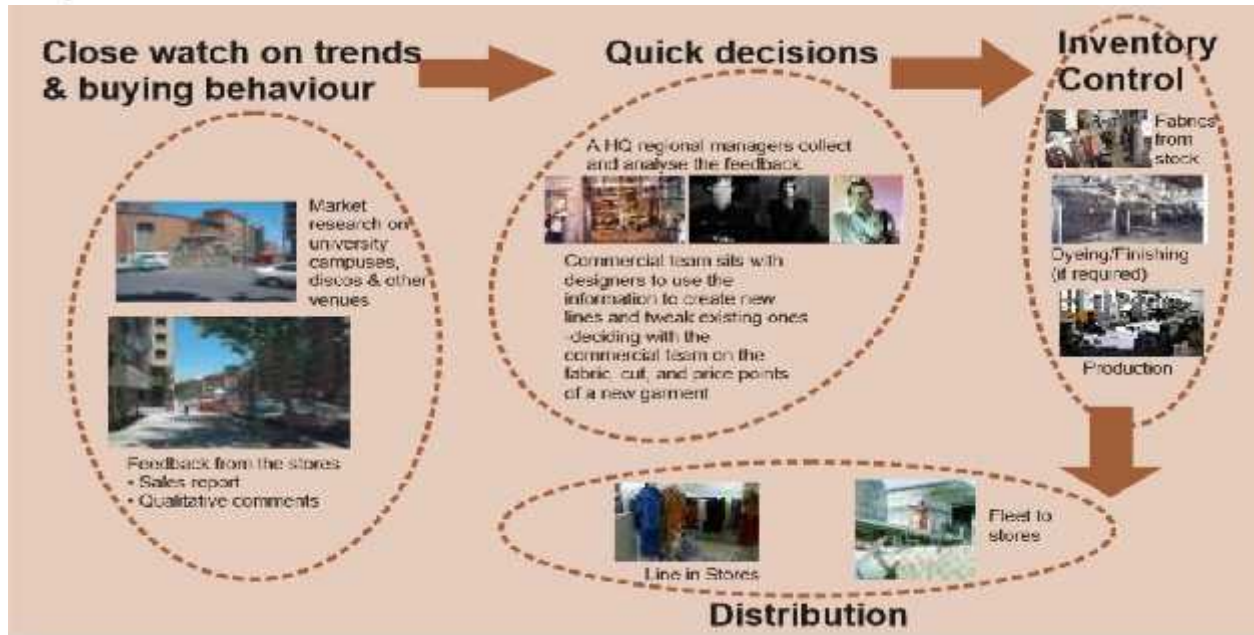 Close watch on trends
& buying behaviour
Market
research on
university
campuses,
discos & other
venues
Feedback from the stores
• Sales report
• Qualitative comments
Quick decisions
A HQ regional managers collect
and analyse the feedback
Commercial team sits with
designers to use the
information to create new
lines and tweak existing ones
-deciding with the
commercial team on the
fabric, cut, and price points
of a new garment
Inventory
Control
Fabrics
from
stock
Dyeing/Finishing
(if required)
Production
Line in Stores
Fleet to
stores
Distribution